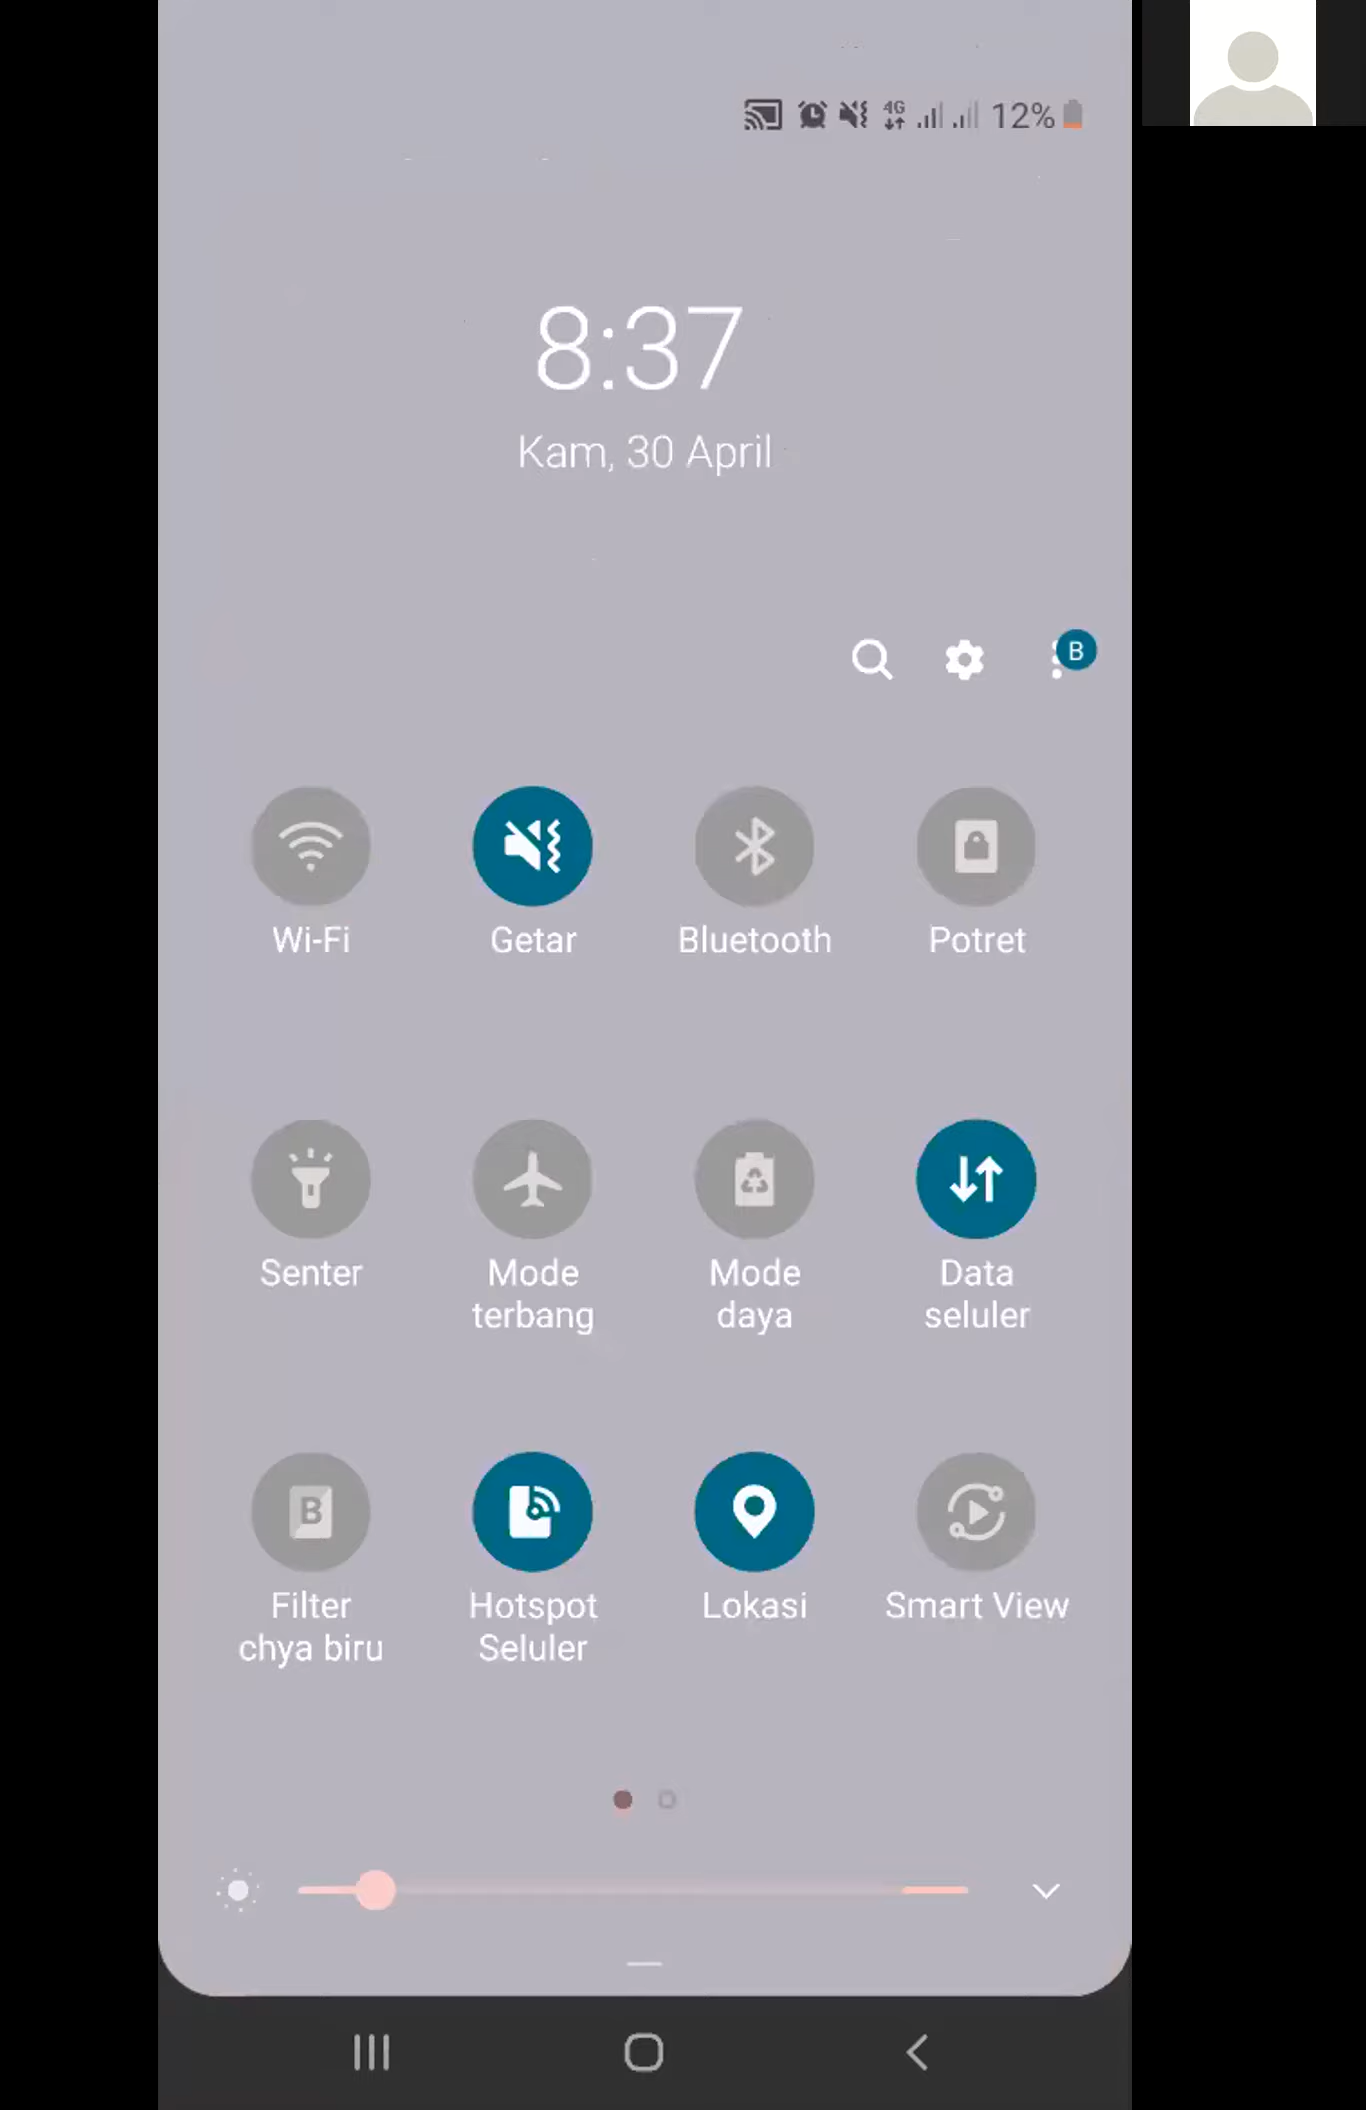 4G 12%
8:37
Kam, 30 April
B
Wi-Fi
Getar
Bluetooth
Potret
Senter
Mode
terbang
Mode
daya
Data
seluler
B
Filter
chya biru
Hotspot
Seluler
Lokasi
Smart View